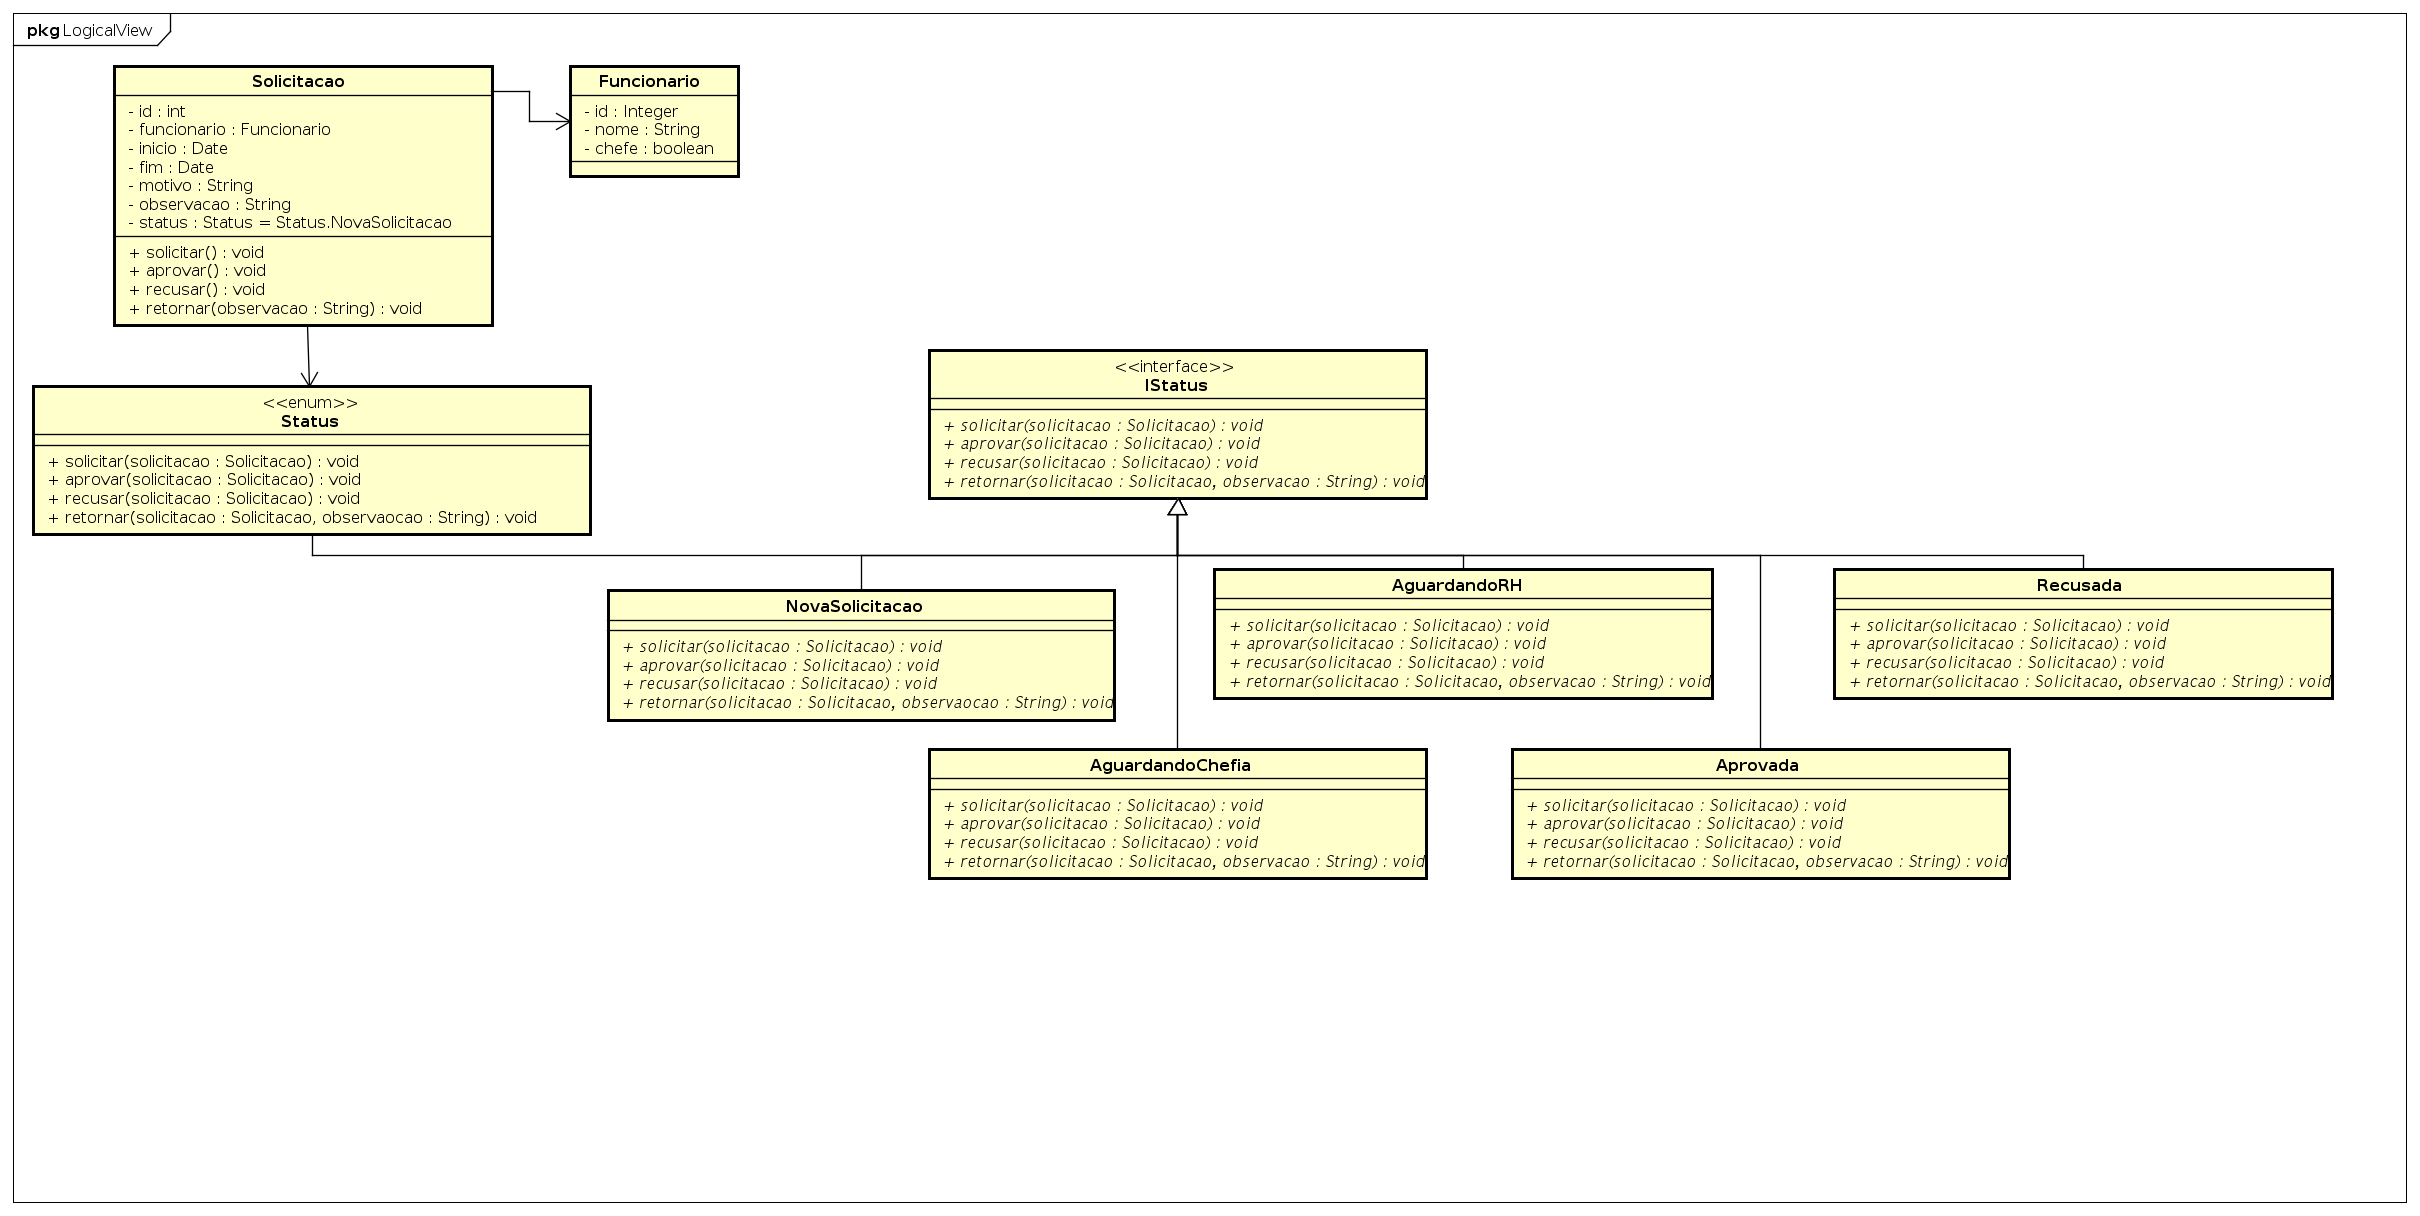 pkg LogicalView
Solicitacao
- id : int
- funcionario : Funcionario
- inicio : Date
- fim : Date
- motivo : String
- observacao : String
- status : Status = Status.NovaSolicitacao
+ solicitar() : void
+ aprovar() : void
+ recusar() : void
+ retornar(observacao : String) : void
Funcionario
- id : Integer
- nome : String
- chefe : boolean
<<enum>>
Status
+ solicitar(solicitacao : Solicitacao) : void
+ aprovar(solicitacao : Solicitacao) : void
+ recusar(solicitacao : Solicitacao) : void
+ retornar(solicitacao : Solicitacao, observaocao : String) : void
<<interface>>
IStatus
+ solicitar(solicitacao : Solicitacao) : void
+ aprovar(solicitacao : Solicitacao) : void
+ recusar(solicitacao : Solicitacao) : void
+ retornar(solicitacao : Solicitacao, observacao : String) : void
NovaSolicitacao
+ solicitar(solicitacao : Solicitacao) : void
+ aprovar(solicitacao : Solicitacao) : void
+ recusar(solicitacao : Solicitacao) : void
+ retornar(solicitacao : Solicitacao, observaocao : String) : void
AguardandoRH
+ solicitar(solicitacao : Solicitacao) : void
+ aprovar(solicitacao : Solicitacao) : void
+ recusar(solicitacao : Solicitacao) : void
+ retornar(solicitacao : Solicitacao, observacao : String) : void
Recusada
+ solicitar(solicitacao : Solicitacao) : void
+ aprovar(solicitacao : Solicitacao) : void
+ recusar(solicitacao : Solicitacao) : void
+ retornar(solicitacao : Solicitacao, observacao : String) : void
AguardandoChefia
+ solicitar(solicitacao : Solicitacao) : void
+ aprovar(solicitacao : Solicitacao) : void
+ recusar(solicitacao : Solicitacao) : void
+ retornar(solicitacao : Solicitacao, observacao : String) : void
Aprovada
+ solicitar(solicitacao : Solicitacao) : void
+ aprovar(solicitacao : Solicitacao) : void
+ recusar(solicitacao : Solicitacao) : void
+ retornar(solicitacao : Solicitacao, observacao : String) : void